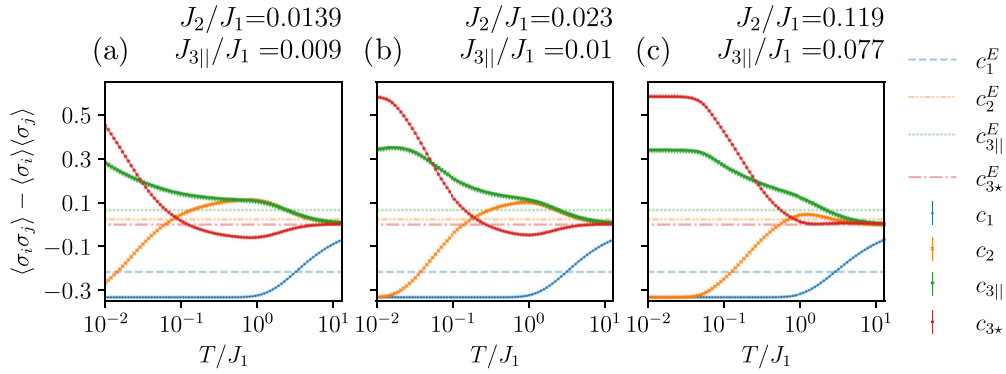 J₂/J₁=0.0139
(a) J₃||/J₁ =0.009
J₂/J₁=0.023
(b) J₃||/J₁ =0.01
J₂/J₁=0.119
(c) J₃||/J₁ =0.077
⟨σᵢσⱼ⟩ − ⟨σᵢ⟩⟨σⱼ⟩
0.5
0.3
0.1
−0.1
−0.3
10⁻² 10⁻¹ 10⁰ 10¹
T/J₁
10⁻² 10⁻¹ 10⁰ 10¹
T/J₁
10⁻² 10⁻¹ 10⁰ 10¹
T/J₁
c₁ᴱ
c₂ᴱ
c₃||ᴱ
c₃⋆ᴱ
c₁
c₂
c₃||
c₃⋆